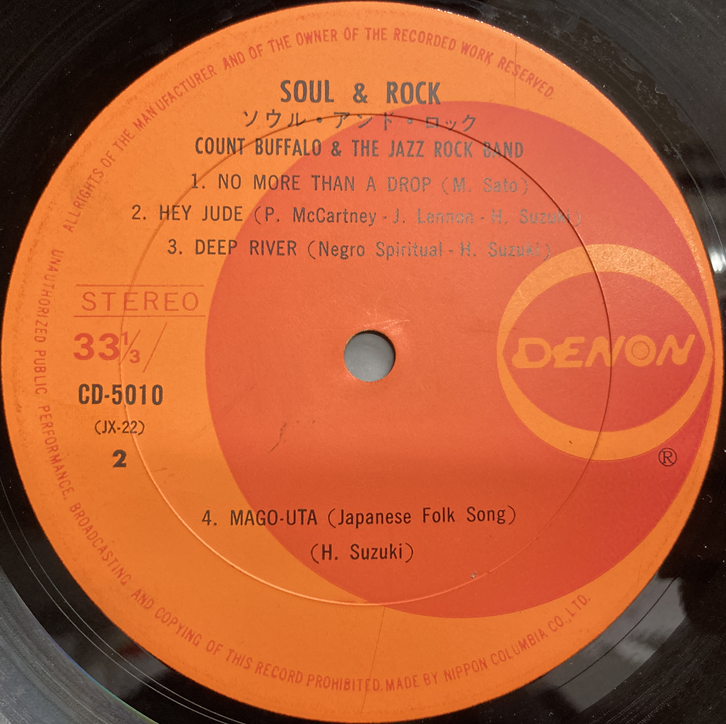 ALL RIGHTS OF THE MANUFACTURER AND OF THE OWNER OF THE RECORDED WORK RESERVED.
SOUL & ROCK
ソウル・アンド・ロック
COUNT BUFFALO & THE JAZZ ROCK BAND
1. NO MORE THAN A DROP (M. Sato)
2. HEY JUDE (P. McCartney - J. Lennon - H. Suzuki)
3. DEEP RIVER (Negro Spiritual - H. Suzuki)
STEREO
33 1/3
DENON
CD-5010
(JX-22)
2
®
4. MAGO-UTA (Japanese Folk Song)
(H. Suzuki)
UNAUTHORIZED PUBLIC PERFORMANCE, BROADCASTING AND COPYING OF THIS RECORD PROHIBITED. MADE BY NIPPON COLUMBIA CO., LTD.